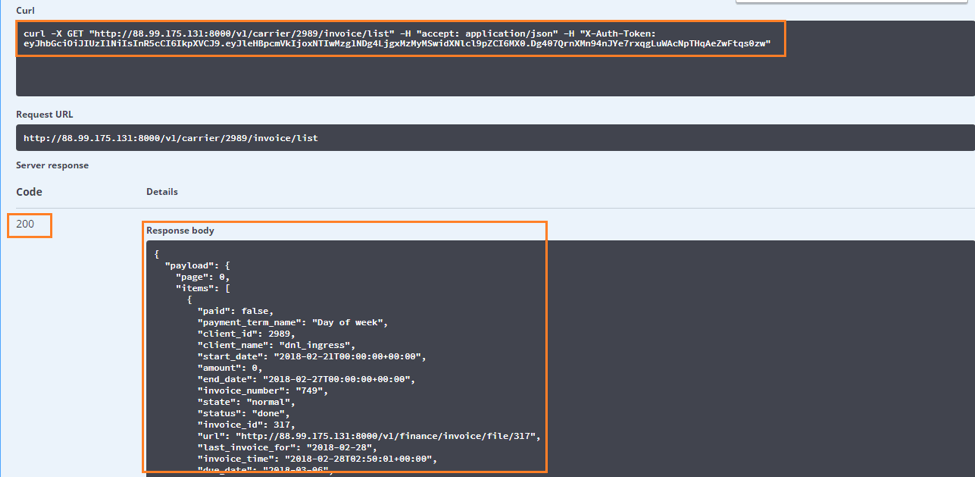 Curl
curl -X GET "http://88.99.175.131:8000/v1/carrier/2989/invoice/list" -H "accept: application/json" -H "X-Auth-Token:
eyJhbGciOiJIUzI1NiIsInR5cCI6IkpXVCJ9.eyJleHBpcmVkIjoxNTIwMzg1NDg4LjgxMzMyMSwidXNlcl9pZCI6MX0.Dg407QrnXMn94nJYe7rxqgLuWAcNpTHqAeZwFtqs0zw"
Request URL
http://88.99.175.131:8000/v1/carrier/2989/invoice/list
Server response
Code
Details
200
Response body
{
"payload": {
"page": 0,
"items": [
{
"paid": false,
"payment_term_name": "Day of week",
"client_id": 2989,
"client_name": "dnl_ingress",
"start_date": "2018-02-21T00:00:00+00:00",
"amount": 0,
"end_date": "2018-02-27T00:00:00+00:00",
"invoice_number": "749",
"state": "normal",
"status": "done",
"invoice_id": 317,
"url": "http://88.99.175.131:8000/v1/finance/invoice/file/317",
"last_invoice_for": "2018-02-28",
"invoice_time": "2018-02-28T02:50:01+00:00",
"due_date": "2018-03-06",